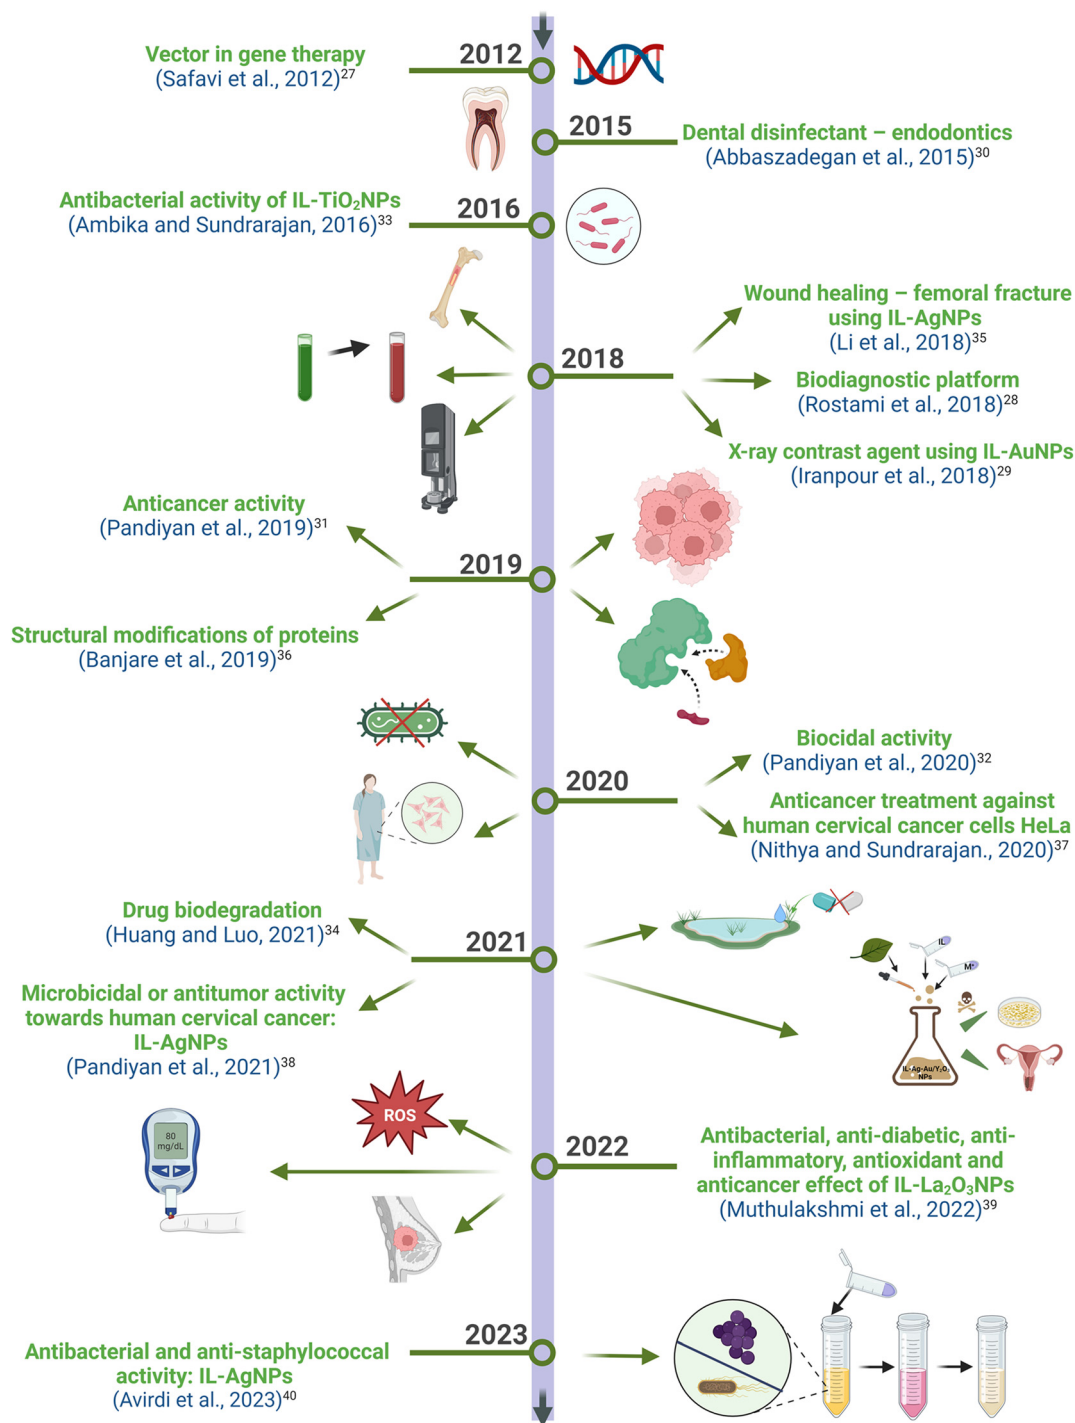 2012
Vector in gene therapy
(Safavi et al., 2012)27
2015
Dental disinfectant – endodontics
(Abbaszadegan et al., 2015)30
2016
Antibacterial activity of IL-TiO₂NPs
(Ambika and Sundrarajan, 2016)33
2018
Wound healing – femoral fracture
using IL-AgNPs
(Li et al., 2018)35
Biodiagnostic platform
(Rostami et al., 2018)28
X-ray contrast agent using IL-AuNPs
(Iranpour et al., 2018)29
2019
Anticancer activity
(Pandiyan et al., 2019)31
Structural modifications of proteins
(Banjare et al., 2019)36
2020
Biocidal activity
(Pandiyan et al., 2020)32
Anticancer treatment against
human cervical cancer cells HeLa
(Nithya and Sundrarajan., 2020)37
2021
Drug biodegradation
(Huang and Luo, 2021)34
Microbicidal or antitumor activity
towards human cervical cancer:
IL-AgNPs
(Pandiyan et al., 2021)38
IL
M⁺
IL-Ag-Au/Y₂O₃
NPs
2022
ROS
80
mg/dL
Antibacterial, anti-diabetic, anti-
inflammatory, antioxidant and
anticancer effect of IL-La₂O₃NPs
(Muthulakshmi et al., 2022)39
2023
Antibacterial and anti-staphylococcal
activity: IL-AgNPs
(Avirdi et al., 2023)40